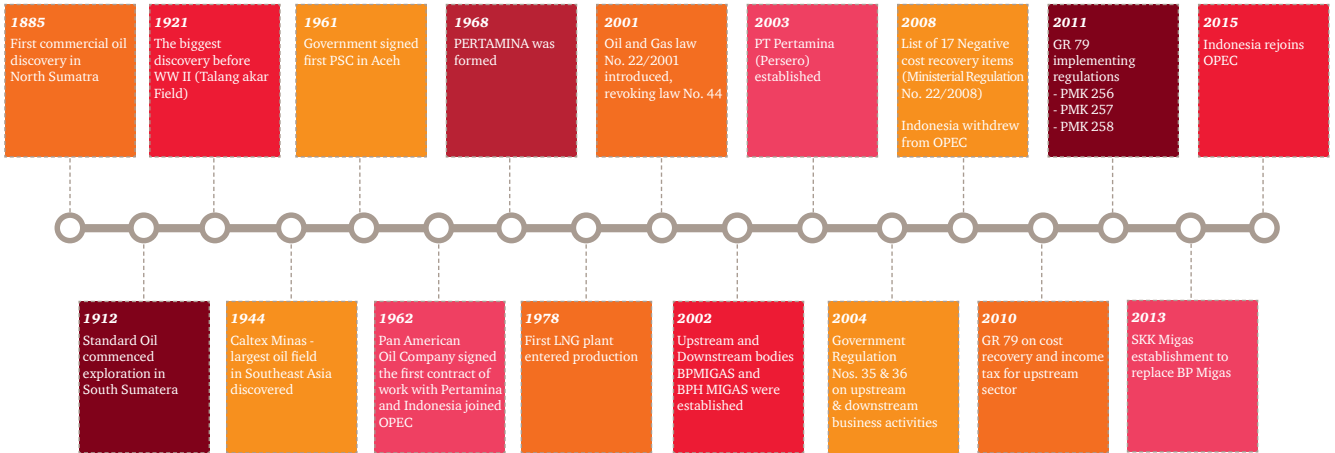 1885
First commercial oil
discovery in
North Sumatra
1921
The biggest
discovery before
WW II (Talang akar
Field)
1961
Government signed
first PSC in Aceh
1968
PERTAMINA was
formed
2001
Oil and Gas law
No. 22/2001
introduced,
revoking law No. 44
2003
PT Pertamina
(Persero)
established
2008
List of 17 Negative
cost recovery items
(Ministerial Regulation
No. 22/2008)
Indonesia withdrew
from OPEC
2011
GR 79
implementing
regulations
- PMK 256
- PMK 257
- PMK 258
2015
Indonesia rejoins
OPEC
1912
Standard Oil
commenced
exploration in
South Sumatera
1944
Caltex Minas -
largest oil field
in Southeast Asia
discovered
1962
Pan American
Oil Company signed
the first contract of
work with Pertamina
and Indonesia joined
OPEC
1978
First LNG plant
entered production
2002
Upstream and
Downstream bodies
BPMIGAS and
BPH MIGAS were
established
2004
Government
Regulation
Nos. 35 & 36
on upstream
& downstream
business activities
2010
GR 79 on cost
recovery and income
tax for upstream
sector
2013
SKK Migas
establishment to
replace BP Migas